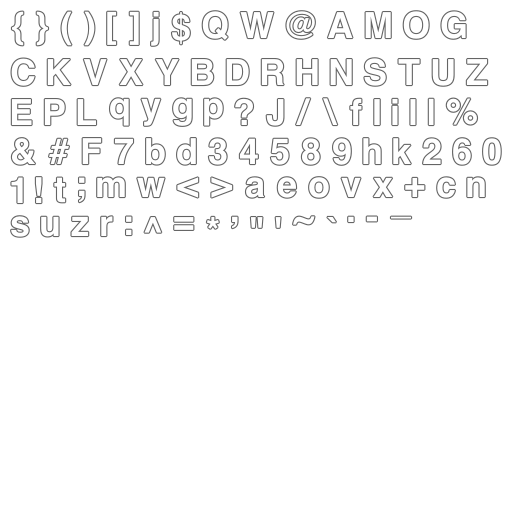 { } ( ) [ ] j $ Q W @ A M O G
C K V X Y B D R H N S T U Z
E P L q y g p ? J / \ f l i l l %
& # F 7 b d 3 4 5 8 9 h k 2 6 0
1 ! t ; m w < > a e o v x + c n
s u z r : ^ = * ’ " ' ~ ` · - —